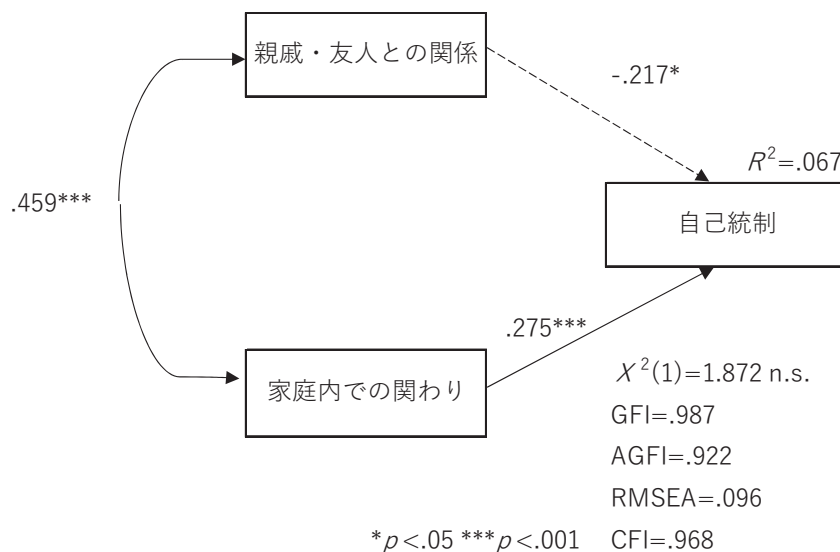 親戚・友人との関係
-.217*
R²=.067
.459***
自己統制
.275***
家庭内での関わり
X²(1)=1.872 n.s.
GFI=.987
AGFI=.922
RMSEA=.096
*p<.05 ***p<.001 CFI=.968